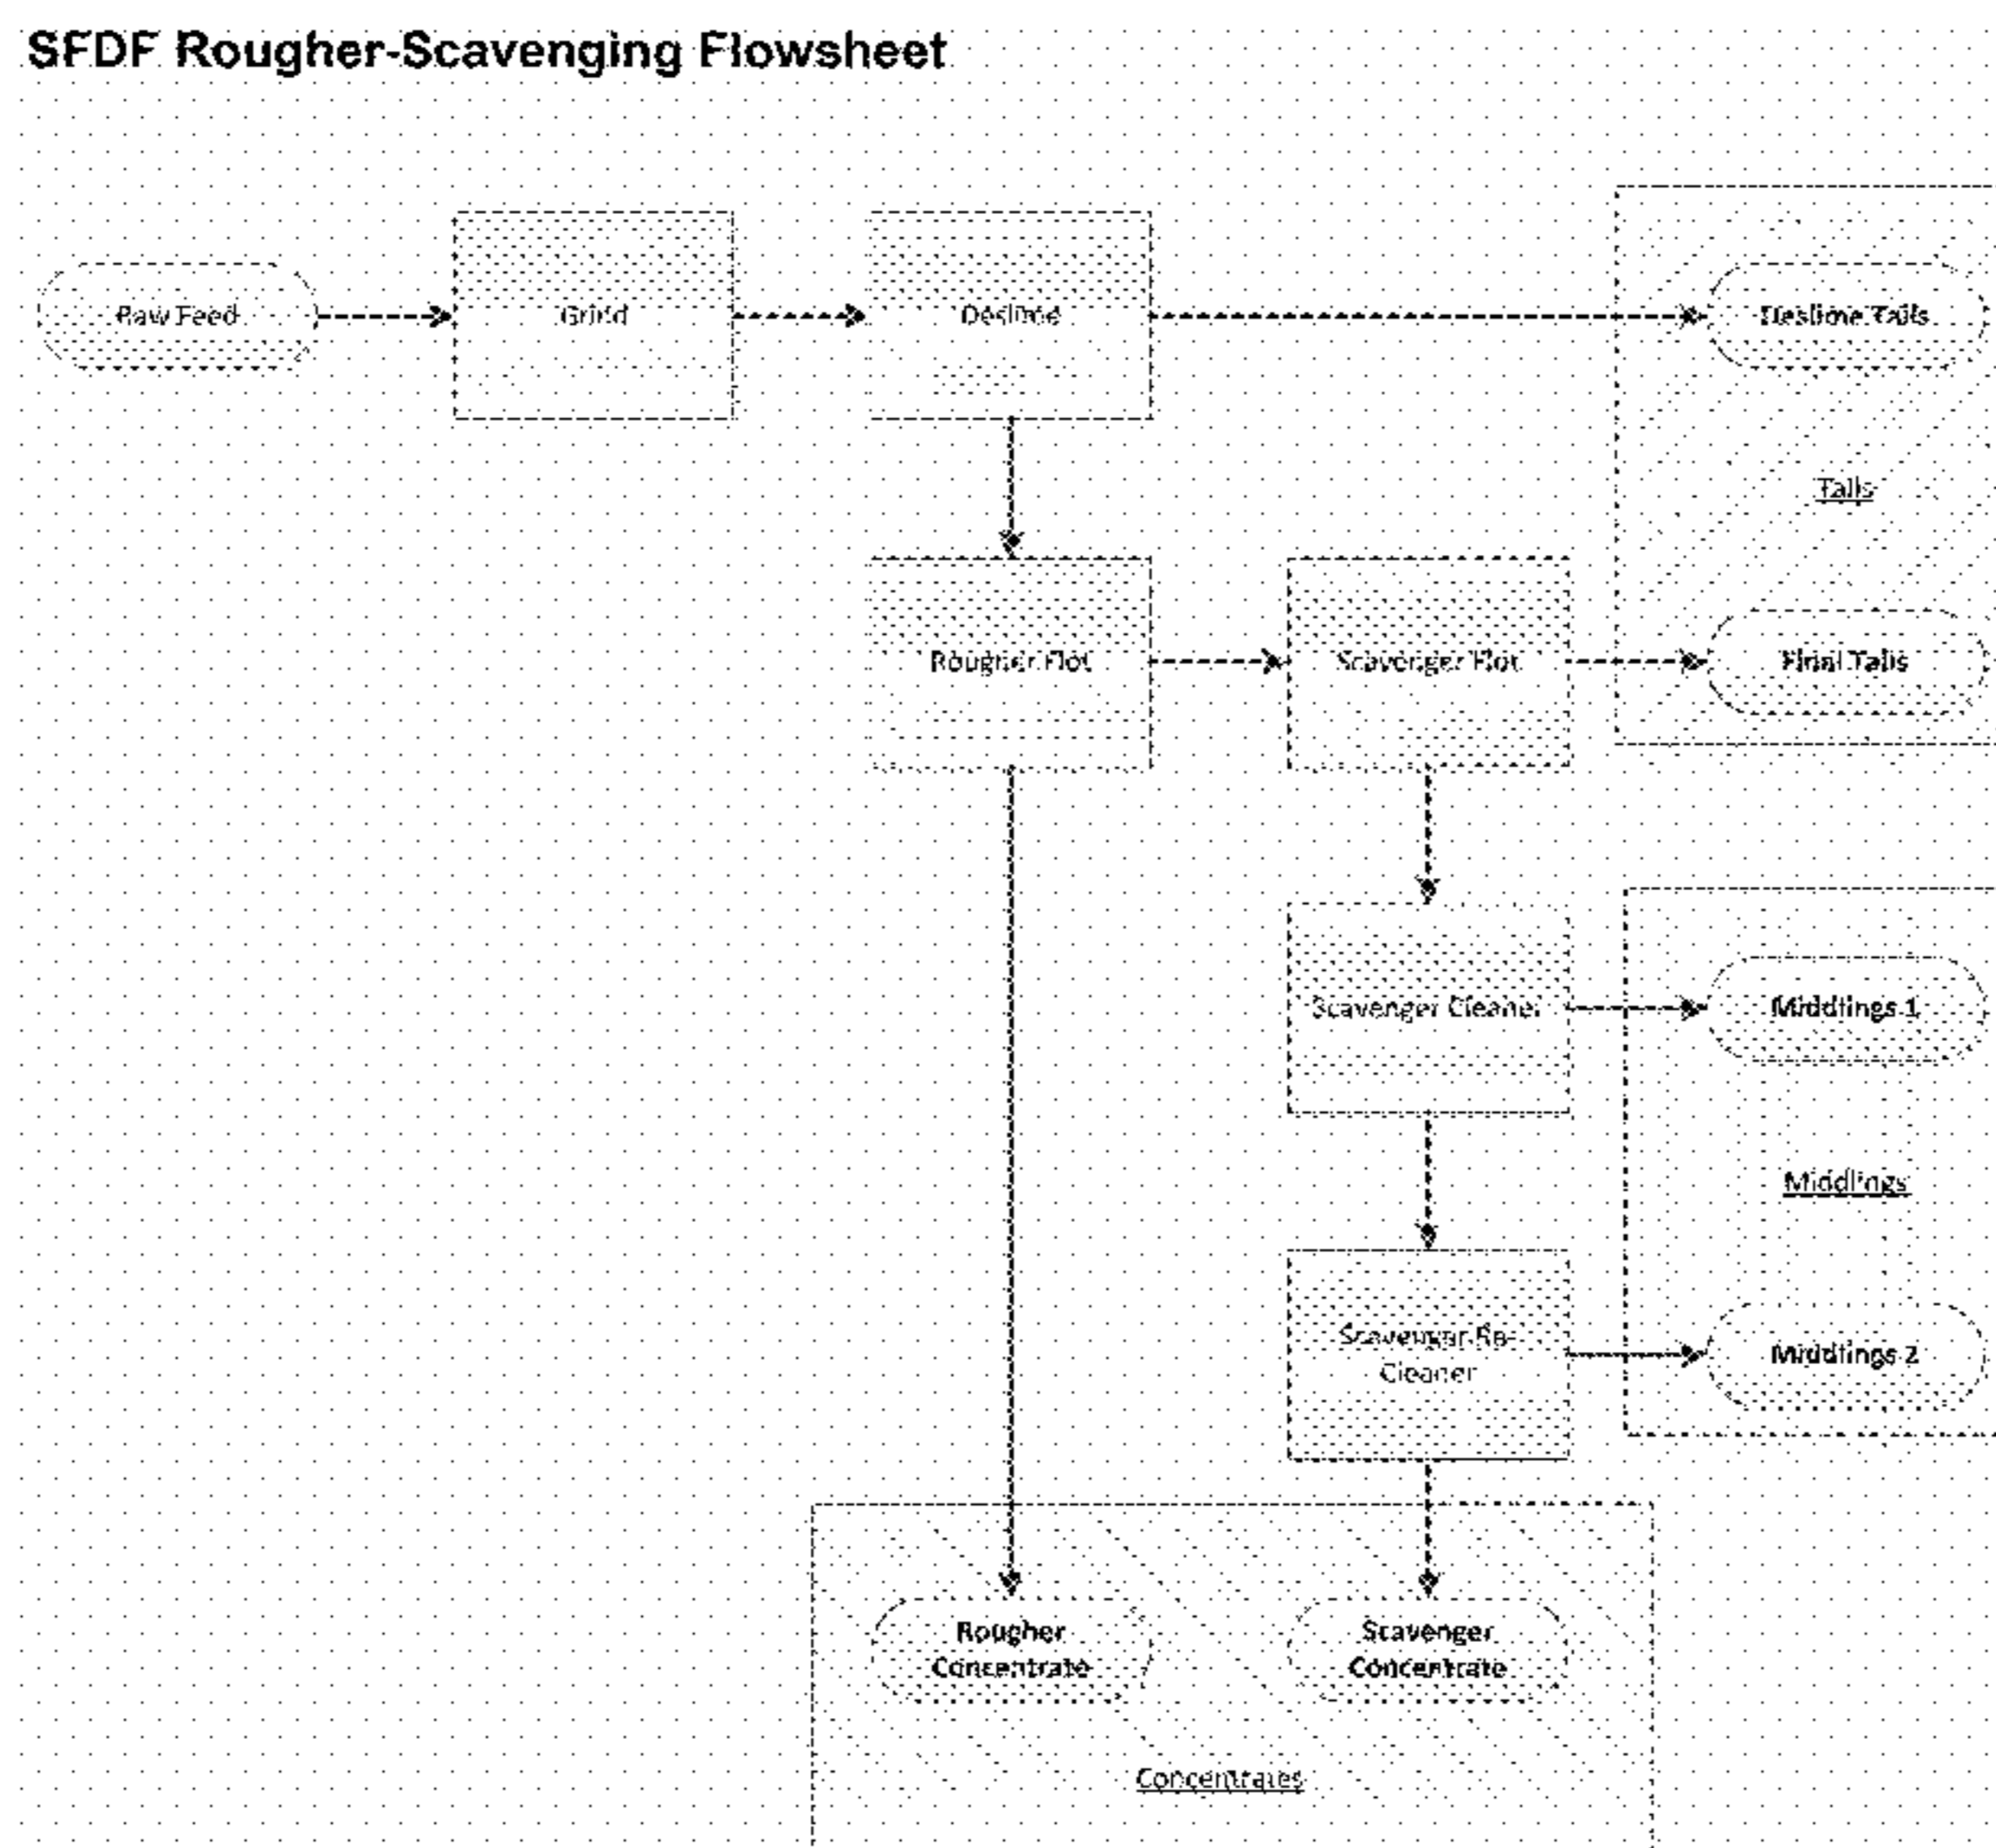 SFDF Rougher-Scavenging Flowsheet
Raw Feed
Grind
Deslime
Deslime Tails
Tails
Rougher Flot
Scavenger Flot
Final Tails
Scavenger Cleaner
Middlings 1
Middlings
Scavenger Re-
Cleaner
Middlings 2
Rougher
Concentrate
Scavenger
Concentrate
Concentrates